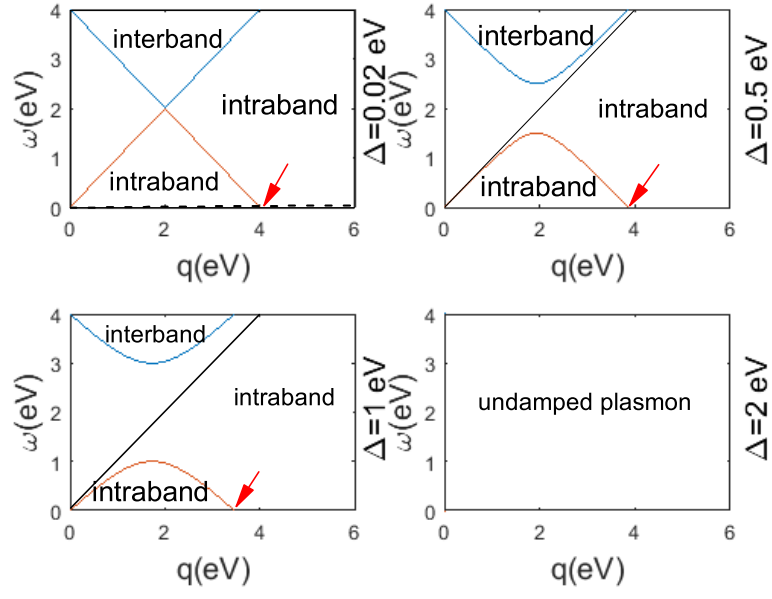 4
3
2
1
0
ω(eV)
interband
intraband
intraband
0
2
4
6
q(eV)
Δ=0.02 eV
4
3
2
1
0
ω(eV)
interband
intraband
intraband
0
2
4
6
q(eV)
Δ=0.5 eV
4
3
2
1
0
ω(eV)
interband
intraband
intraband
0
2
4
6
q(eV)
Δ=1 eV
4
3
2
1
0
ω(eV)
undamped plasmon
0
2
4
6
q(eV)
Δ=2 eV